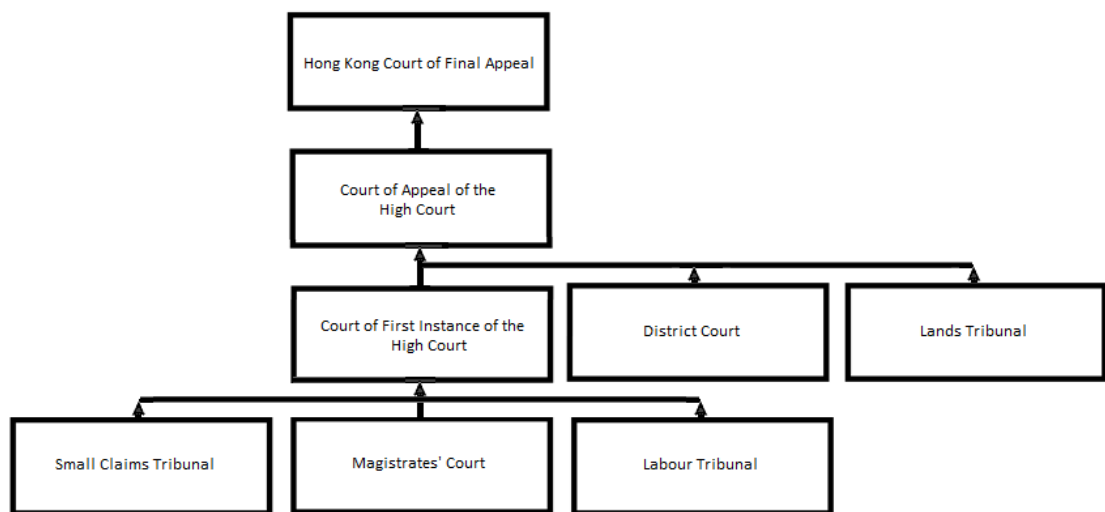 Hong Kong Court of Final Appeal
Court of Appeal of the
High Court
Court of First Instance of the
High Court
District Court
Lands Tribunal
Small Claims Tribunal
Magistrates' Court
Labour Tribunal